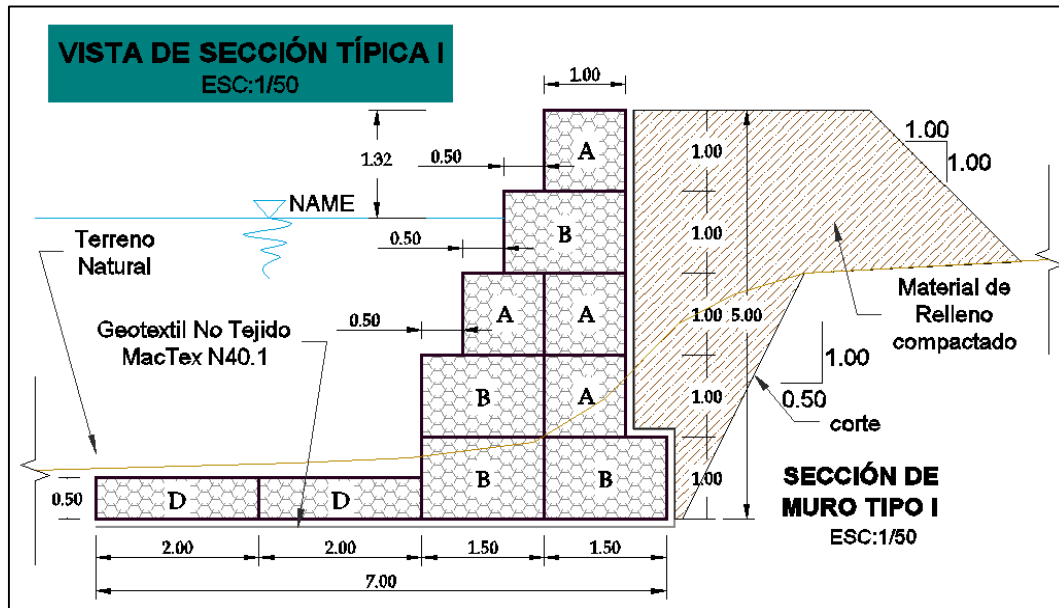 VISTA DE SECCIÓN TÍPICA I
ESC:1/50
1.00
1.32
0.50
A
1.00
1.00
1.00
NAME
B
1.00
0.50
Terreno
Natural
A
A
1.00
5.00
Material de
Relleno
compactado
0.50
Geotextil No Tejido
MacTex N40.1
1.00
0.50
B
A
1.00
corte
0.50
D
D
B
B
1.00
SECCIÓN DE
MURO TIPO I
ESC:1/50
2.00
2.00
1.50
1.50
7.00